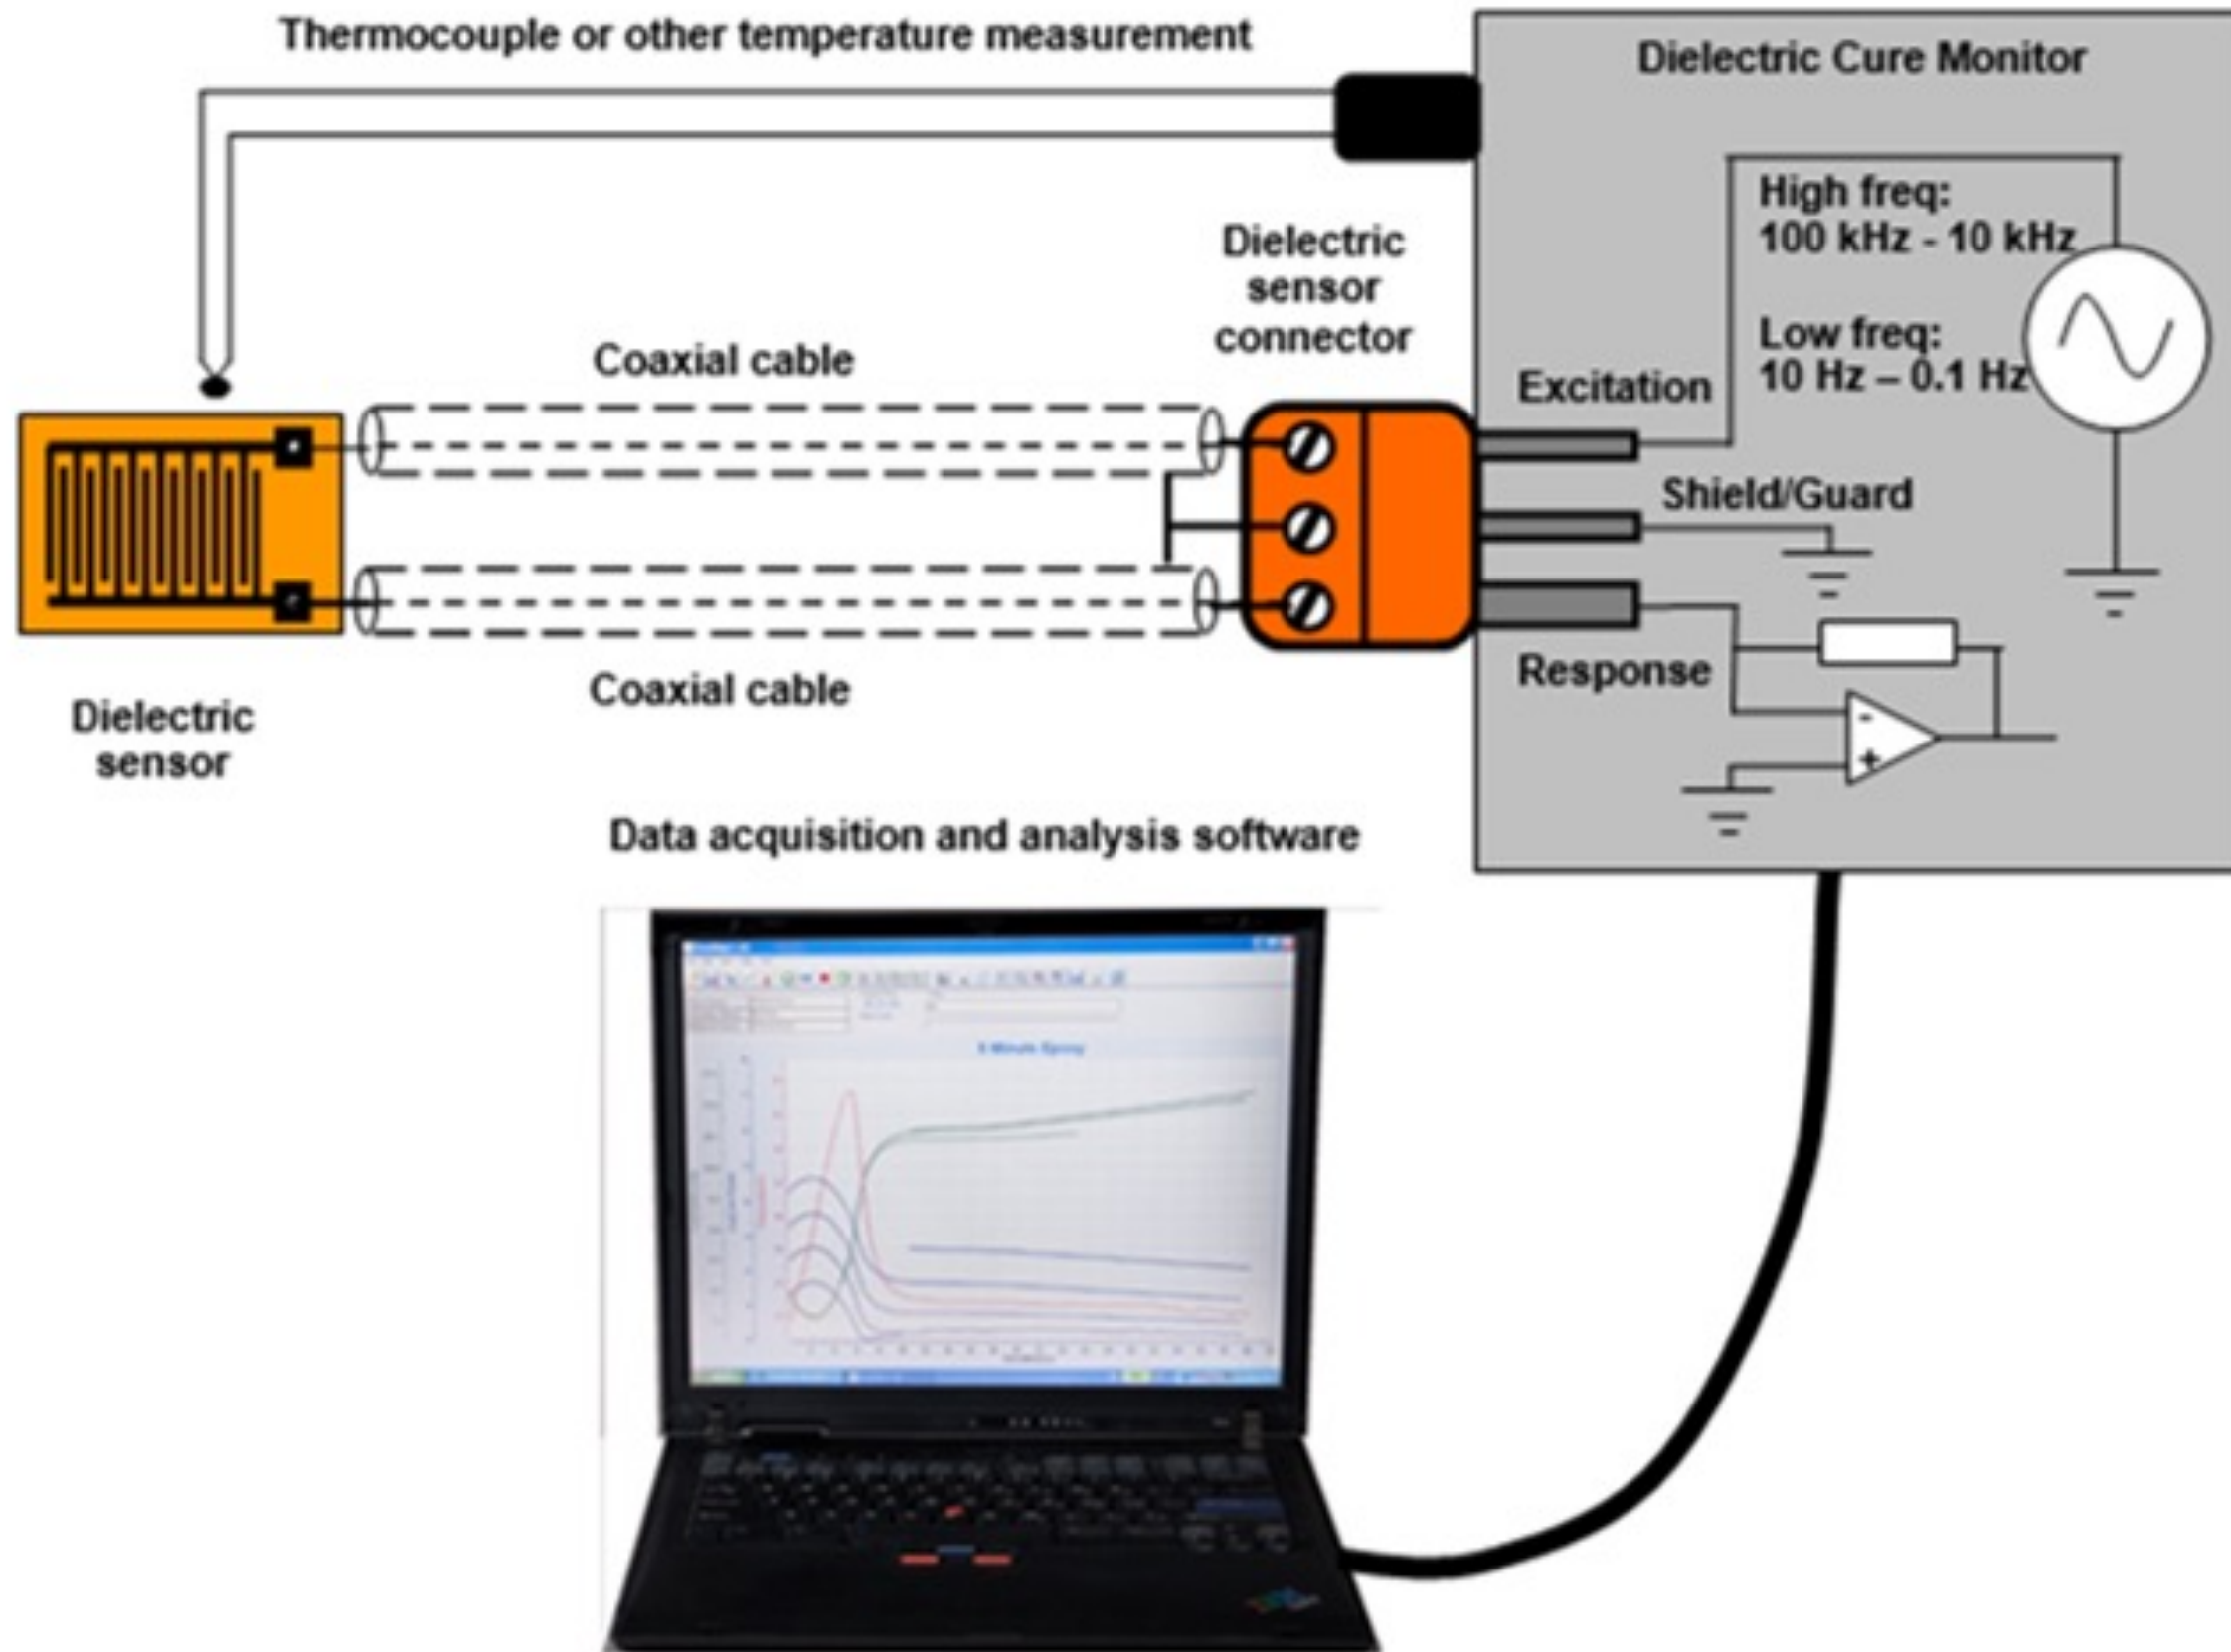 Thermocouple or other temperature measurement
Dielectric Cure Monitor
High freq:
100 kHz - 10 kHz
Low freq:
10 Hz – 0.1 Hz
Dielectric
sensor
connector
Coaxial cable
Excitation
Shield/Guard
Response
Coaxial cable
Dielectric
sensor
-
+
Data acquisition and analysis software
Minute Epoxy